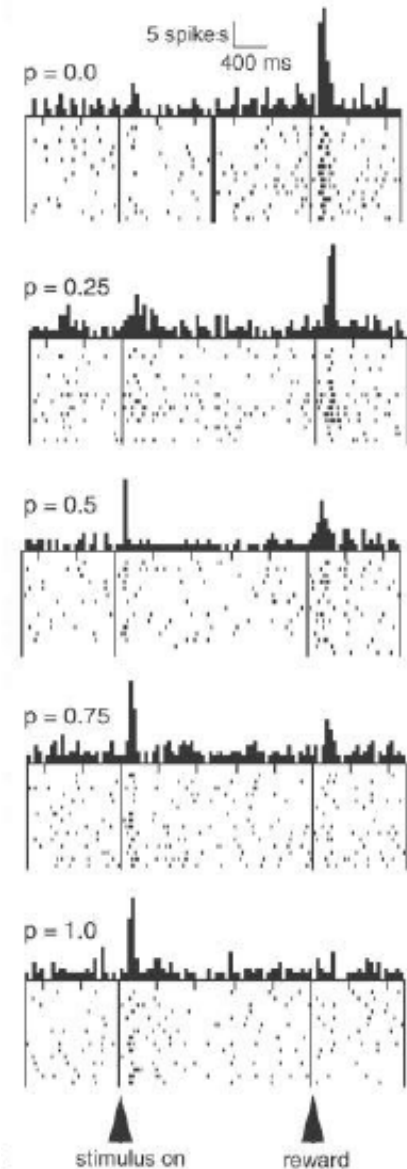 5 spikes
400 ms
p = 0.0
p = 0.25
p = 0.5
p = 0.75
p = 1.0
stimulus on
reward